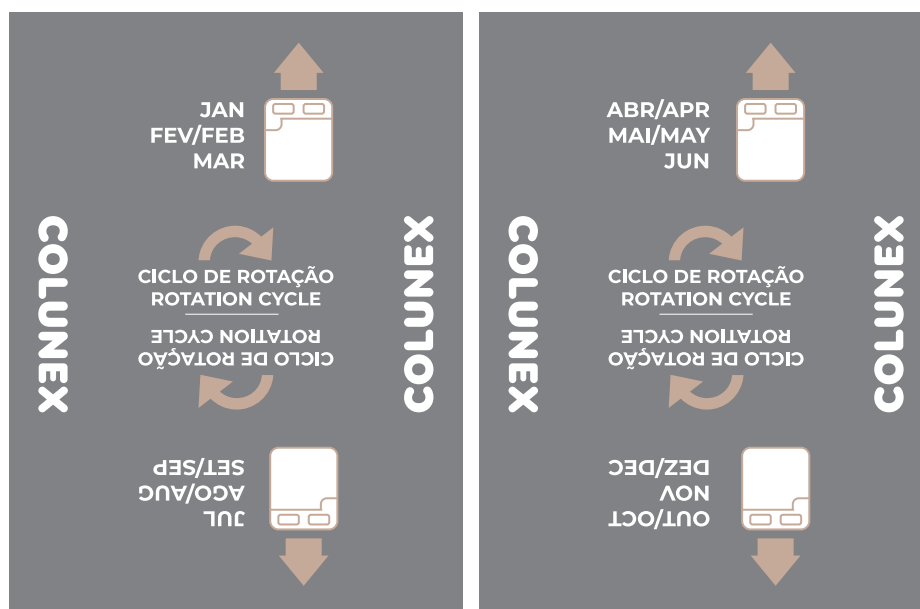 JAN
FEV/FEB
MAR
COLUNEX
COLUNEX
CICLO DE ROTAÇÃO
ROTATION CYCLE
CICLO DE ROTAÇÃO
ROTATION CYCLE
JUL
AGO/AUG
SET/SEP
ABR/APR
MAI/MAY
JUN
COLUNEX
COLUNEX
CICLO DE ROTAÇÃO
ROTATION CYCLE
CICLO DE ROTAÇÃO
ROTATION CYCLE
OUT/OCT
NOV
DEZ/DEC